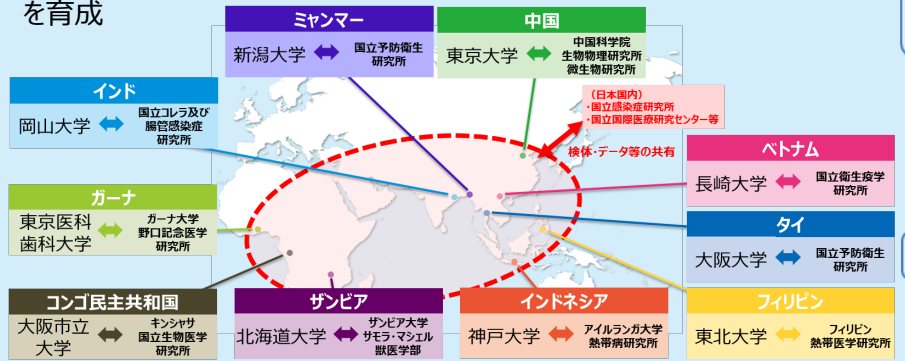 を育成
ミャンマー
新潟大学
国立予防衛生
研究所
中国
東京大学
中国科学院
生物物理研究所
微生物研究所
インド
岡山大学
国立コレラ及び
腸管感染症
研究所
(日本国内)
・国立感染症研究所
・国立国際医療研究センター等
検体・データ等の共有
ベトナム
長崎大学
国立衛生疫学
研究所
ガーナ
東京医科
歯科大学
ガーナ大学
野口記念医学
研究所
タイ
大阪大学
国立予防衛生
研究所
コンゴ民主共和国
大阪市立
大学
キンシャサ
国立生物医学
研究所
ザンビア
北海道大学
ザンビア大学
サモラ・マシェル
獣医学部
インドネシア
神戸大学
アイルランガ大学
熱帯病研究所
フィリピン
東北大学
フィリピン
熱帯医学研究所